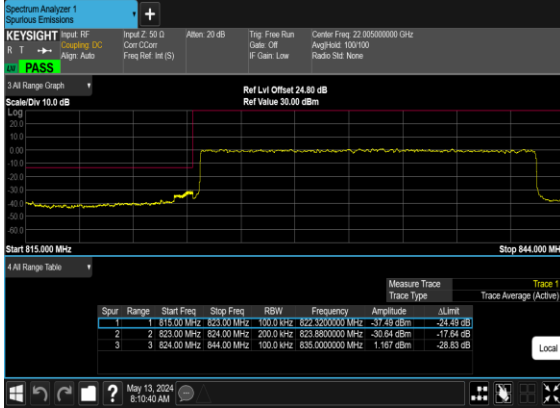 Spectrum Analyzer 1
Spurious Emissions
+
KEYSIGHT Input: RF Input Z: 50 Ω Atten: 20 dB Trig: Free Run Center Freq: 22.005000000 GHz
R T Coupling: DC Corr CCorr Gate: Off Avg|Hold: 100/100
Align: Auto Freq Ref: Int (S) IF Gain: Low Radio Std: None
LXI PASS
3 All Range Graph
Scale/Div 10.0 dB
Ref Lvl Offset 24.80 dB
Ref Value 30.00 dBm
Log
20.0
10.0
0.00
-10.0
-20.0
-30.0
-40.0
-50.0
-60.0
Start 815.000 MHz Stop 844.000 MH
4 All Range Table
Measure Trace Trace 1
Trace Type Trace Average (Active)
Spur Range Start Freq Stop Freq RBW Frequency Amplitude ΔLimit
1 1 815.00 MHz 823.00 MHz 100.0 kHz 822.3200000 MHz -37.49 dBm -24.49 dB
2 2 823.00 MHz 824.00 MHz 200.0 kHz 823.8800000 MHz -30.64 dBm -17.64 dB
3 3 824.00 MHz 844.00 MHz 100.0 kHz 835.0000000 MHz 1.167 dBm -28.83 dB
Local
?
May 13, 2024
8:10:40 AM